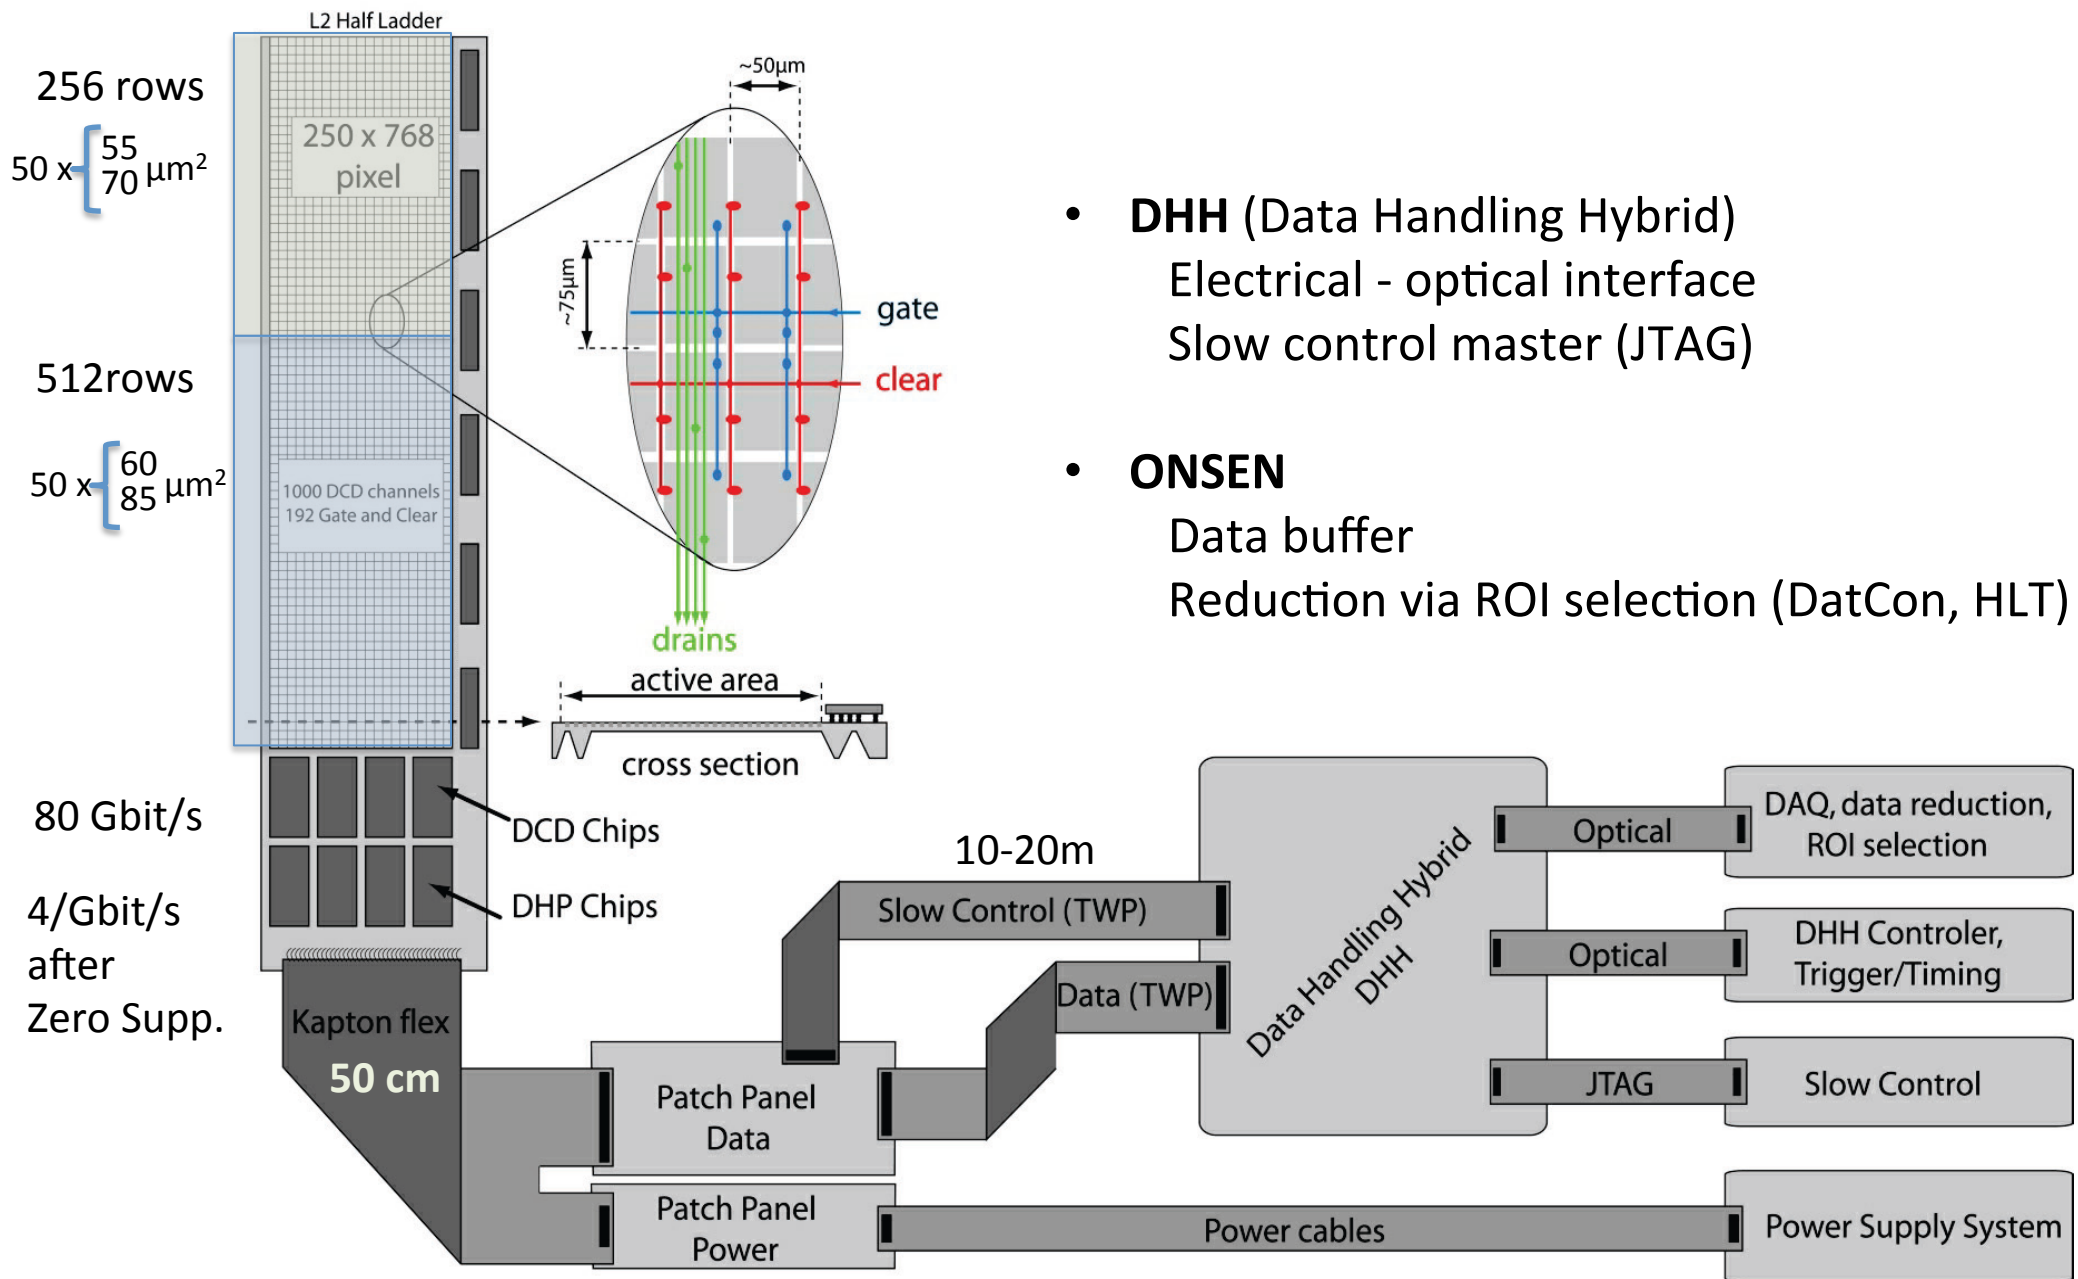 L2 Half Ladder
256 rows
50 x { 55 70 μm²
250 x 768
pixel
~50μm
~75μm
gate
clear
drains
512rows
50 x { 60 85 μm²
1000 DCD channels
192 Gate and Clear
active area
cross section
• DHH (Data Handling Hybrid)
Electrical - optical interface
Slow control master (JTAG)
• ONSEN
Data buffer
Reduction via ROI selection (DatCon, HLT)
80 Gbit/s
DCD Chips
4/Gbit/s
after
Zero Supp.
DHP Chips
Kapton flex
50 cm
10-20m
Slow Control (TWP)
Data (TWP)
Patch Panel
Data
Patch Panel
Power
Data Handling Hybrid
DHH
Optical
DAQ, data reduction,
ROI selection
Optical
DHH Controler,
Trigger/Timing
JTAG
Slow Control
Power cables
Power Supply System